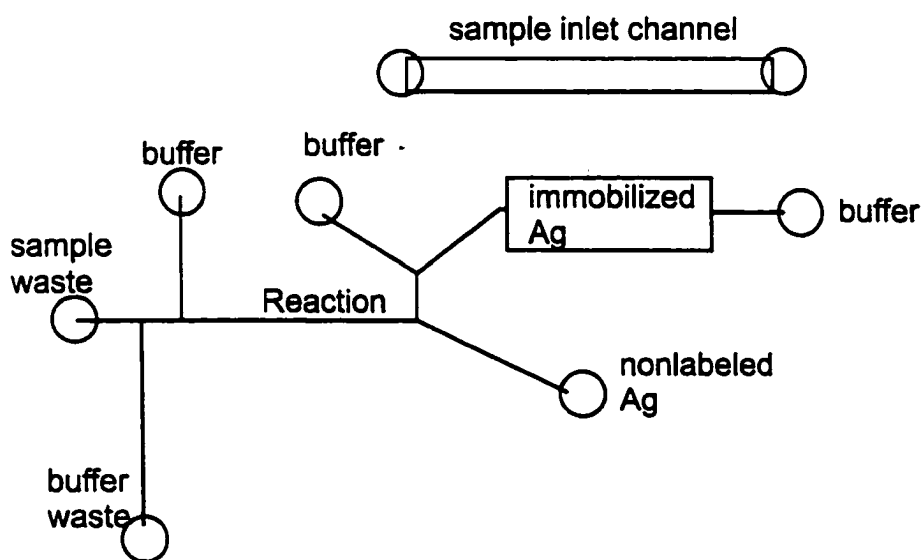 sample inlet channel
buffer
buffer
immobilized
Ag
buffer
sample
waste
Reaction
nonlabeled
Ag
buffer
waste